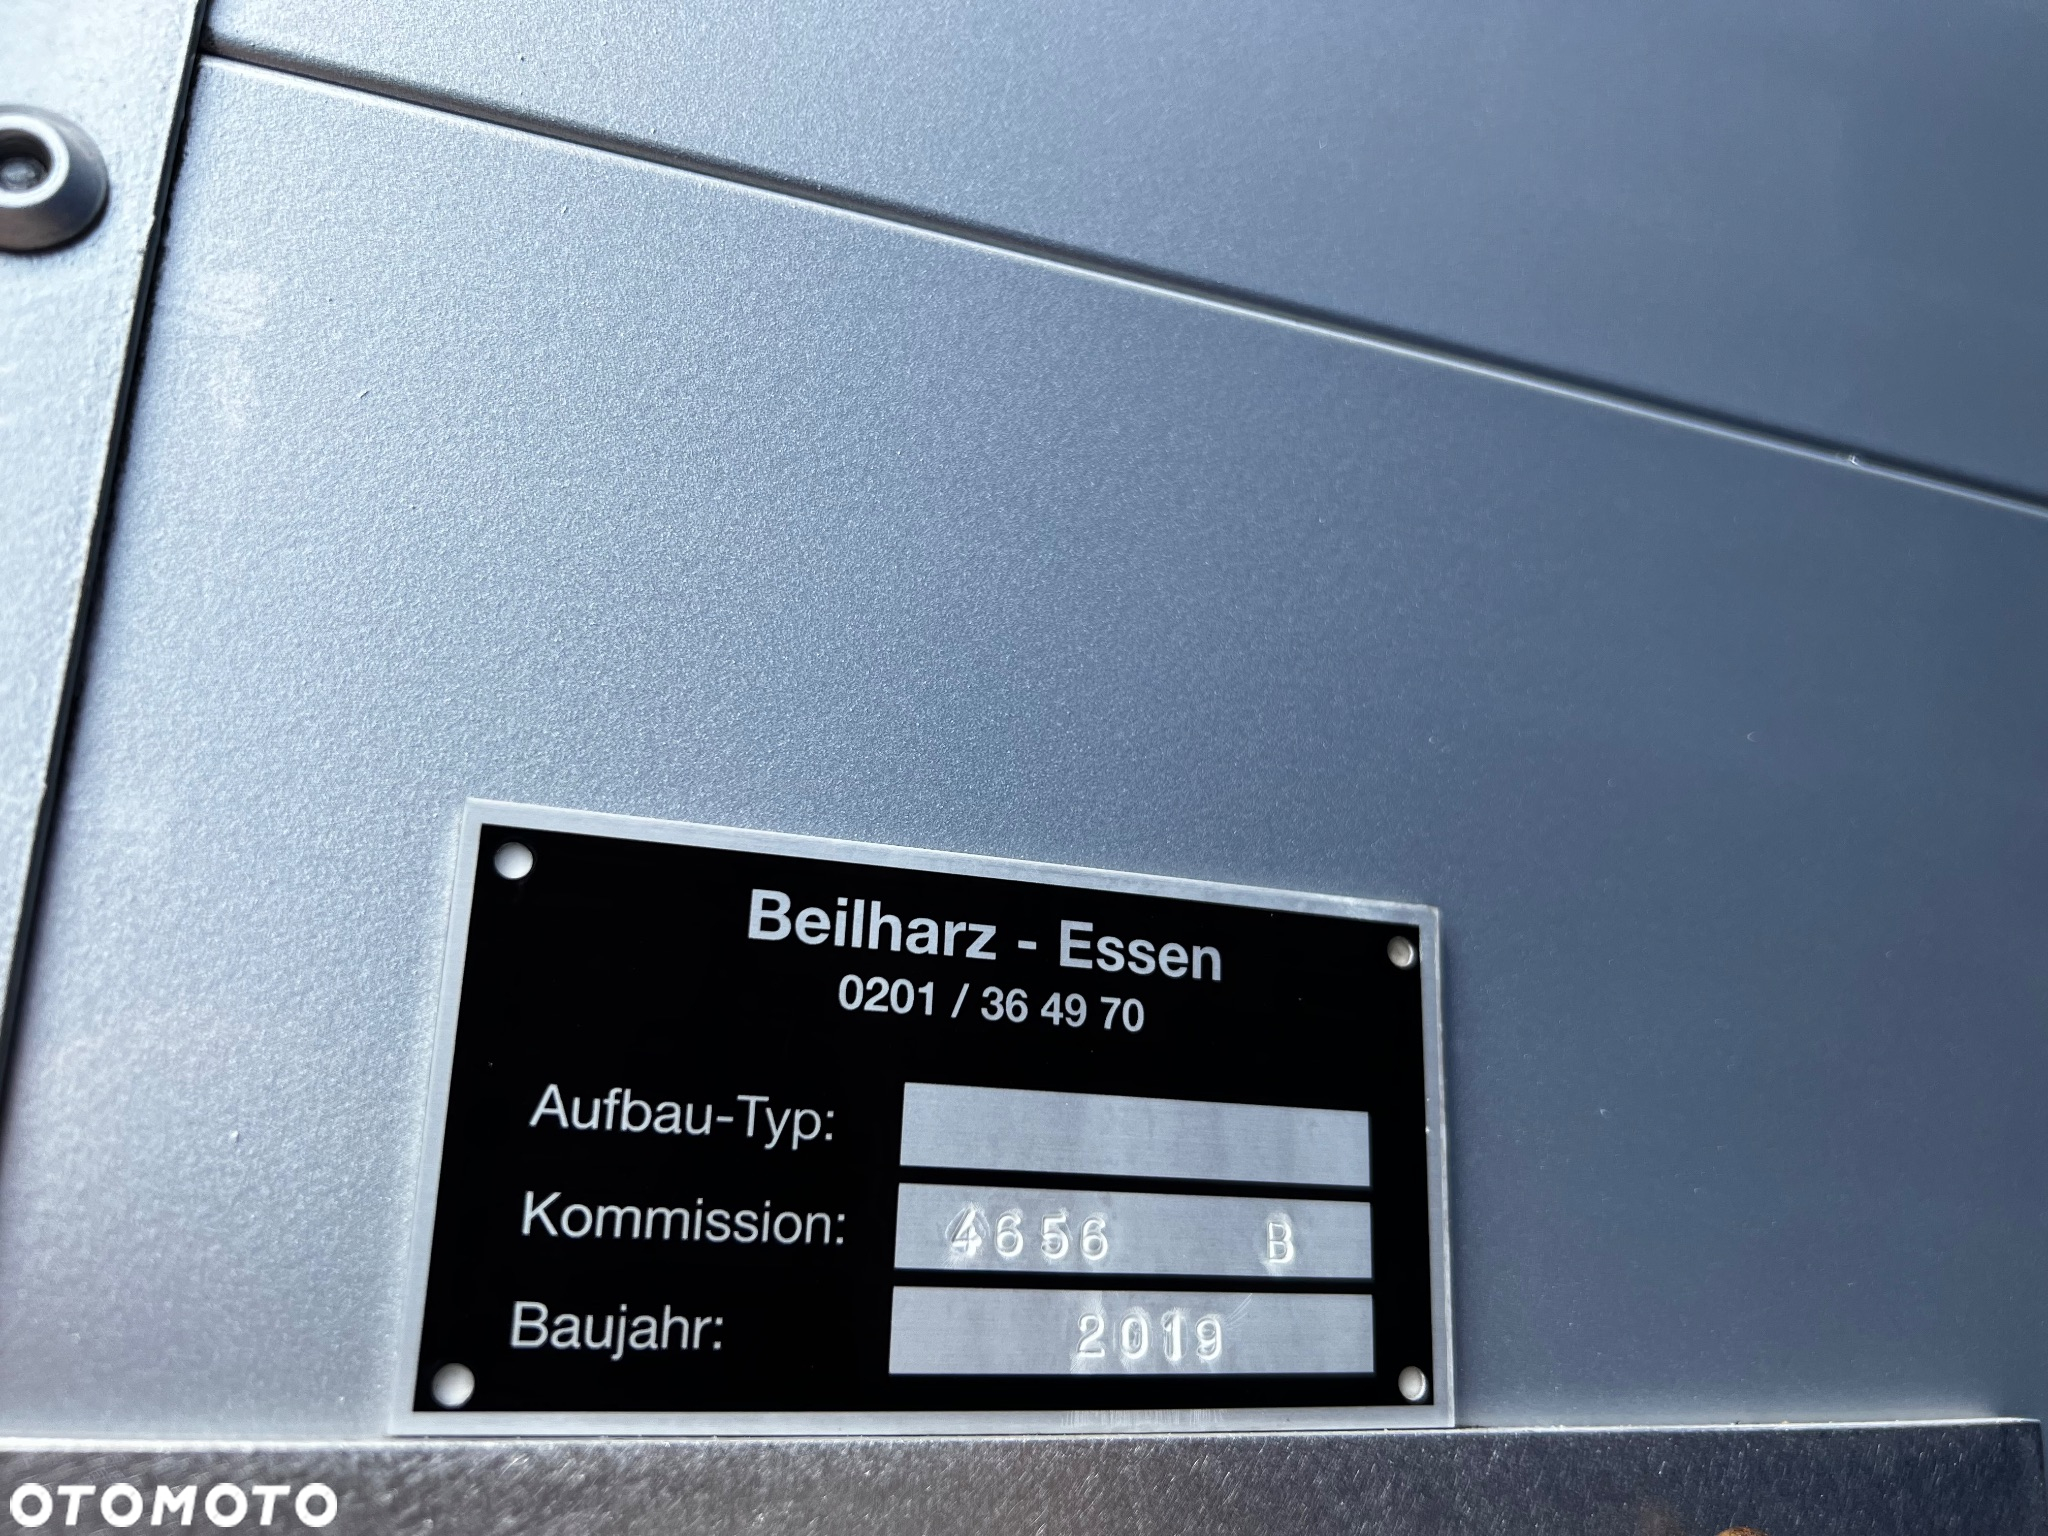 Beilharz - Essen
0201 / 36 49 70
Aufbau-Typ:
Kommission: 4656 B
Baujahr: 2019
OTOMOTO